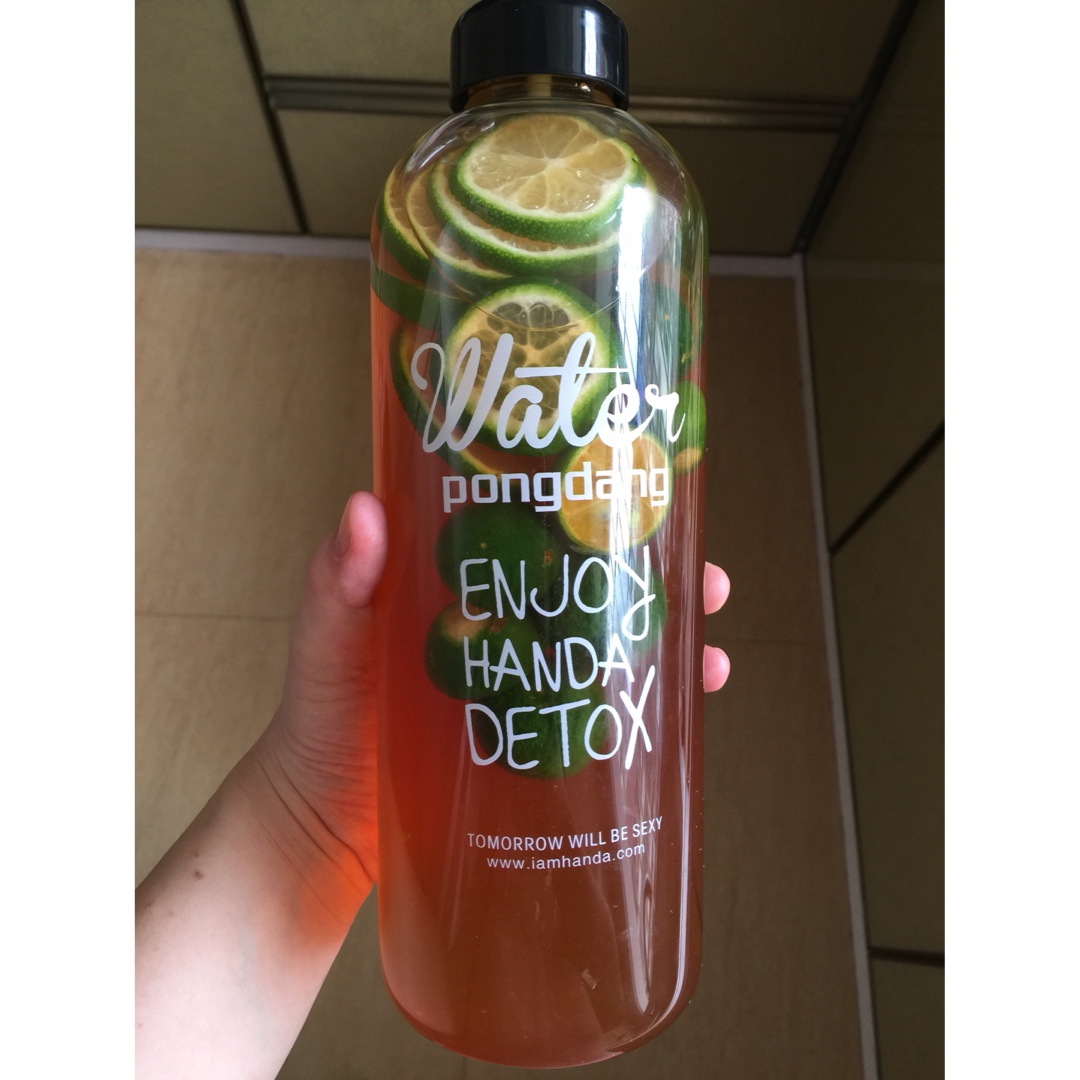 Water
pongdang
ENJOY
HANDA
DETOX
TOMORROW WILL BE SEXY
www.iamhanda.com